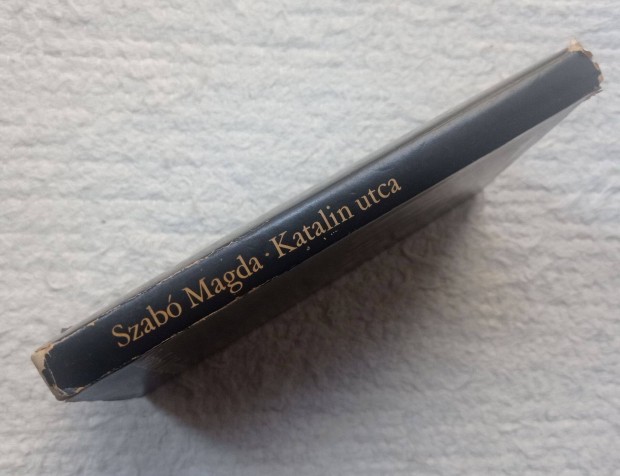 Szabó Magda · Katalin utca